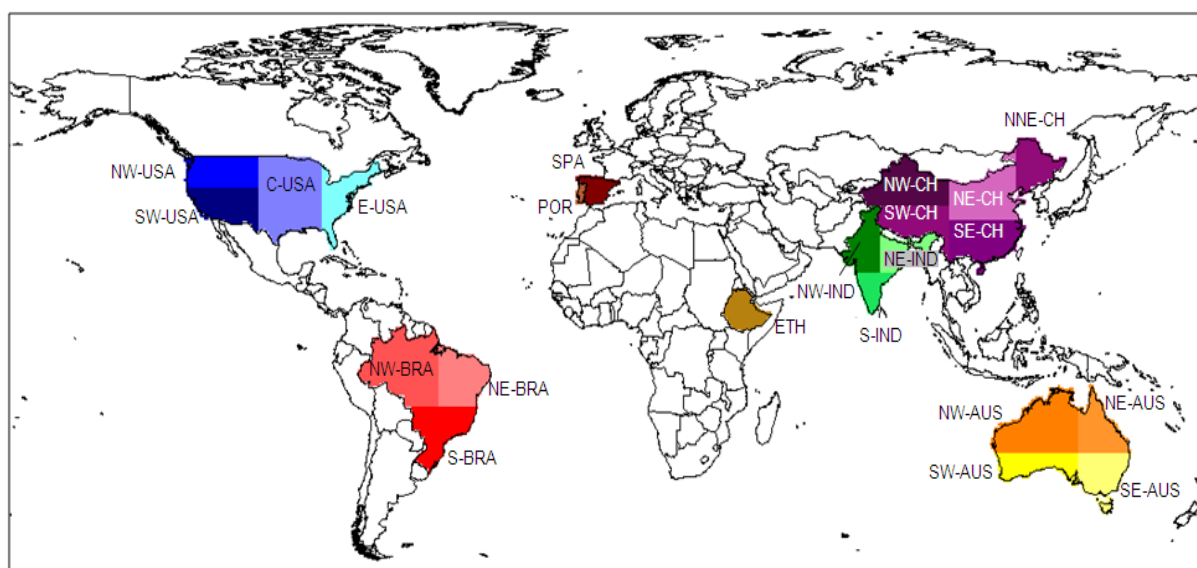 NNE-CH
SPA
NW-USA
C-USA
NW-CH
NE-CH
POR
SW-USA
E-USA
SW-CH
SE-CH
NE-IND
NW-IND
ETH
S-IND
NW-BRA
NE-BRA
NW-AUS
NE-AUS
S-BRA
SW-AUS
SE-AUS